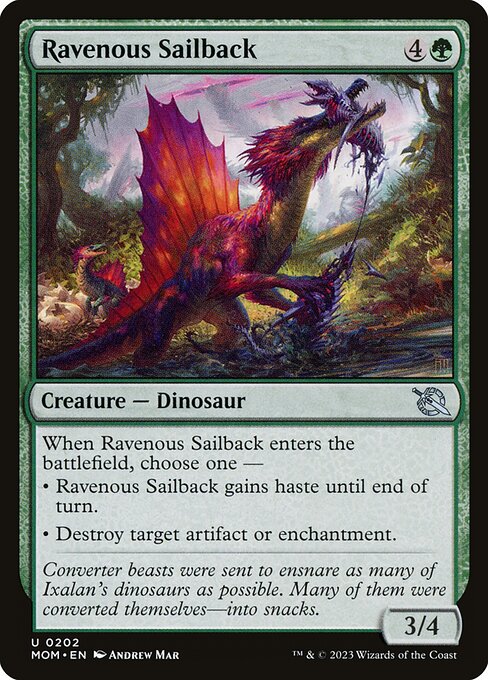 Ravenous Sailback 4
Creature — Dinosaur
When Ravenous Sailback enters the
battlefield, choose one —
• Ravenous Sailback gains haste until end of
turn.
• Destroy target artifact or enchantment.
Converter beasts were sent to ensnare as many of
Ixalan's dinosaurs as possible. Many of them were
converted themselves—into snacks.
3/4
U 0202
MOM • EN Andrew Mar
™ & © 2023 Wizards of the Coast